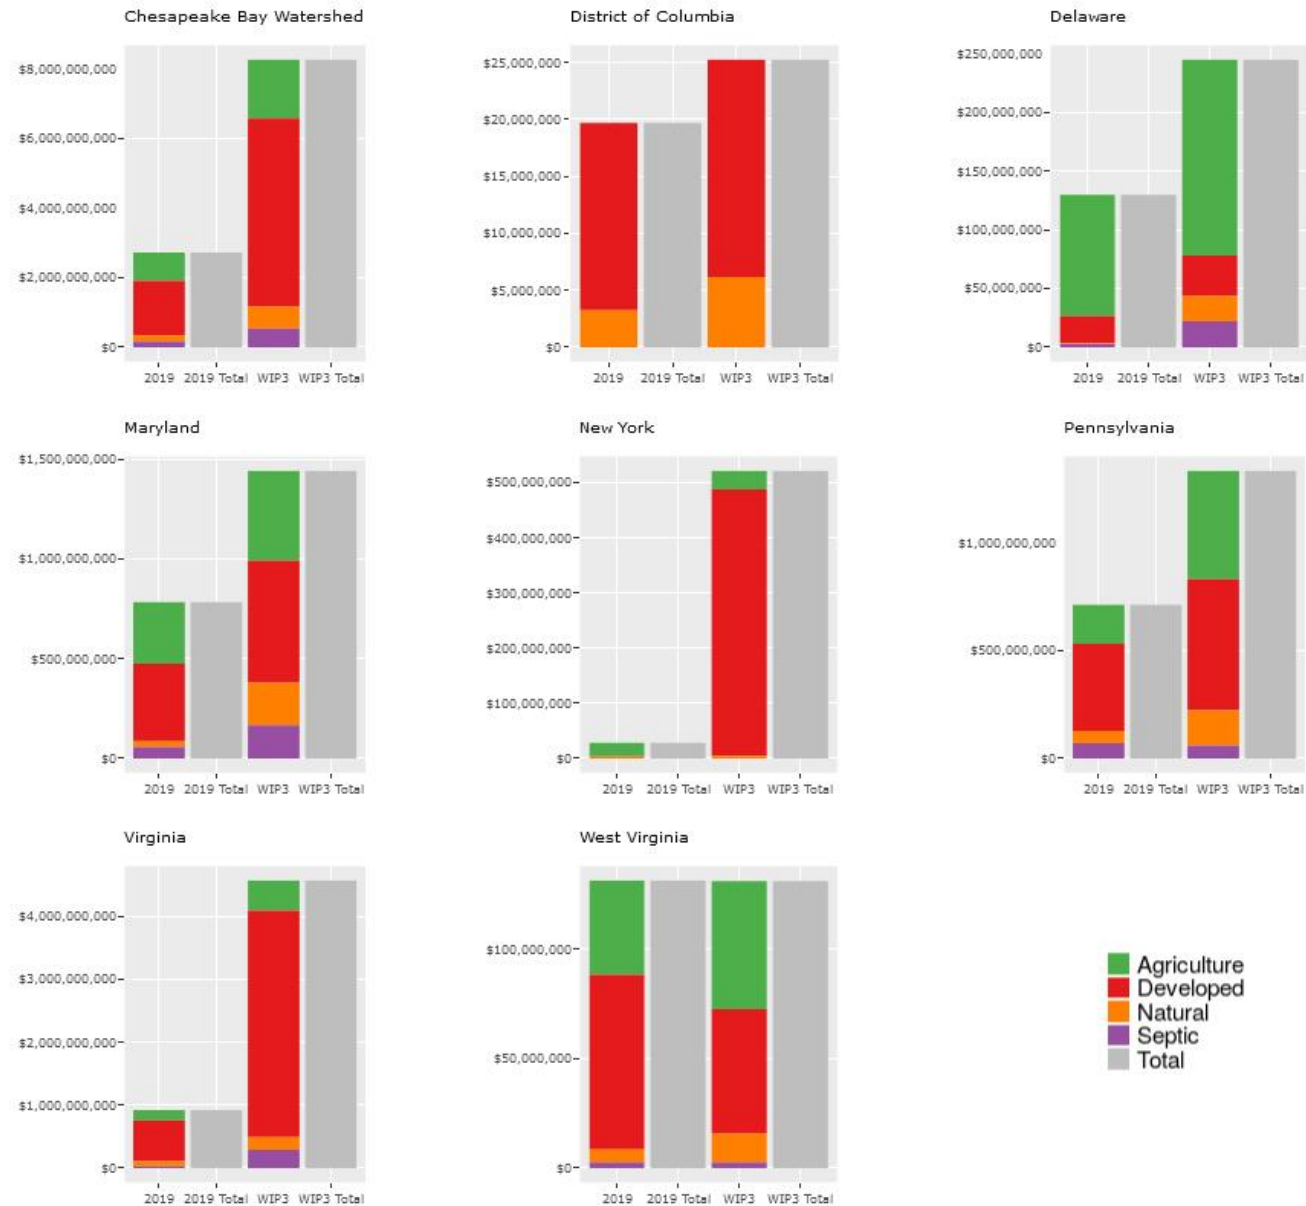 Chesapeake Bay Watershed
$8,000,000,000
$6,000,000,000
$4,000,000,000
$2,000,000,000
$0
2019 2019 Total WIP3 WIP3 Total
District of Columbia
$25,000,000
$20,000,000
$15,000,000
$10,000,000
$5,000,000
$0
2019 2019 Total WIP3 WIP3 Total
Delaware
$250,000,000
$200,000,000
$150,000,000
$100,000,000
$50,000,000
$0
2019 2019 Total WIP3 WIP3 Total
Maryland
$1,500,000,000
$1,000,000,000
$500,000,000
$0
2019 2019 Total WIP3 WIP3 Total
New York
$500,000,000
$400,000,000
$300,000,000
$200,000,000
$100,000,000
$0
2019 2019 Total WIP3 WIP3 Total
Pennsylvania
$1,000,000,000
$500,000,000
$0
2019 2019 Total WIP3 WIP3 Total
Virginia
$4,000,000,000
$3,000,000,000
$2,000,000,000
$1,000,000,000
$0
2019 2019 Total WIP3 WIP3 Total
West Virginia
$100,000,000
$50,000,000
$0
2019 2019 Total WIP3 WIP3 Total
Agriculture
Developed
Natural
Septic
Total